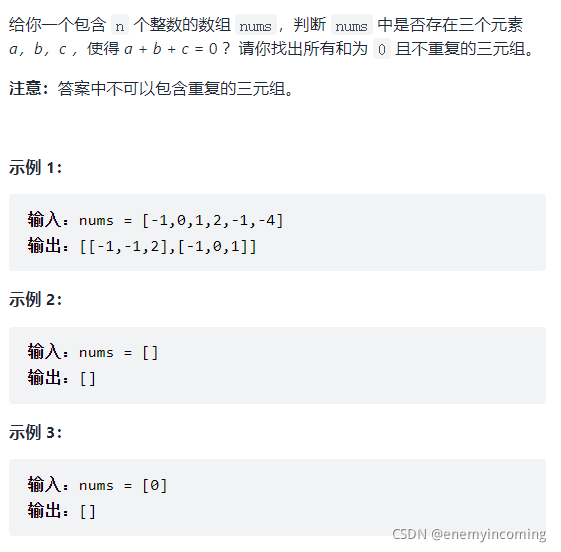 给你一个包含 n 个整数的数组 nums，判断 nums 中是否存在三个元素
a，b，c ，使得 a + b + c = 0 ？请你找出所有和为 0 且不重复的三元组。
注意：答案中不可以包含重复的三元组。
示例 1：
输入：nums = [-1,0,1,2,-1,-4]
输出：[[-1,-1,2],[-1,0,1]]
示例 2：
输入：nums = []
输出：[]
示例 3：
输入：nums = [0]
输出：[]
CSDN @enemyincoming